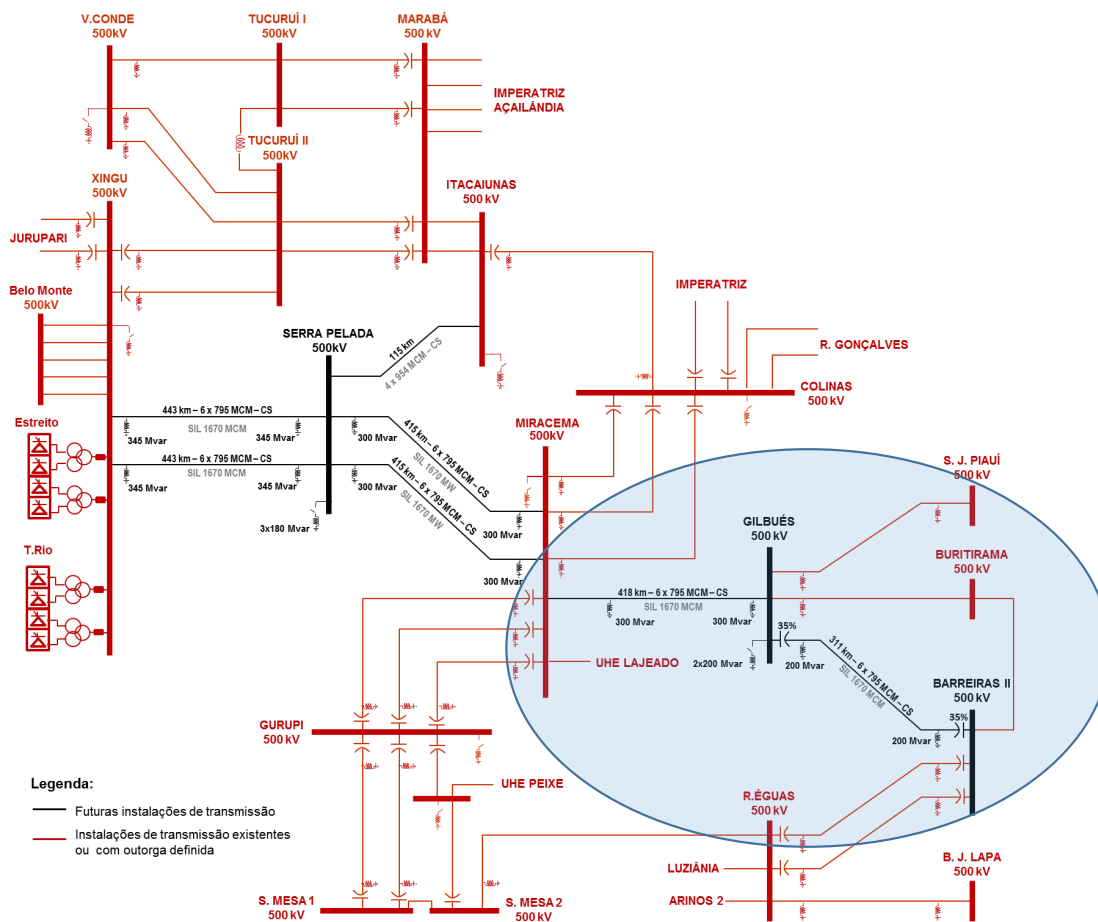 V.CONDE
500kV
TUCURUÍ I
500kV
MARABÁ
500 kV
IMPERATRIZ
AÇAILÂNDIA
TUCURUÍ II
500kV
XINGU
500kV
ITACAIUNAS
500 kV
JURUPARI
Belo Monte
500kV
IMPERATRIZ
SERRA PELADA
500kV
115 km
4 x 954 MCM – CS
R. GONÇALVES
COLINAS
500 kV
443 km – 6 x 795 MCM – CS
SIL 1670 MCM
345 Mvar
345 Mvar
443 km – 6 x 795 MCM – CS
SIL 1670 MCM
345 Mvar
345 Mvar
300 Mvar
300 Mvar
415 km – 6 x 795 MCM – CS
SIL 1670 MW
415 km – 6 x 795 MCM – CS
SIL 1670 MW
300 Mvar
300 Mvar
3x180 Mvar
Estreito
T.Rio
MIRACEMA
500kV
S. J. PIAUÍ
500 kV
GILBUÉS
500 kV
BURITIRAMA
500 kV
418 km – 6 x 795 MCM – CS
SIL 1670 MCM
300 Mvar
300 Mvar
35%
2x200 Mvar
200 Mvar
311 km – 6 x 795 MCM – CS
SIL 1670 MCM
BARREIRAS II
500 kV
35%
200 Mvar
UHE LAJEADO
GURUPI
500 kV
UHE PEIXE
R.ÉGUAS
500 kV
LUZIÂNIA
ARINOS 2
B. J. LAPA
500 kV
S. MESA 1
500 kV
S. MESA 2
500 kV
Legenda:
Futuras instalações de transmissão
Instalações de transmissão existentes
ou com outorga definida